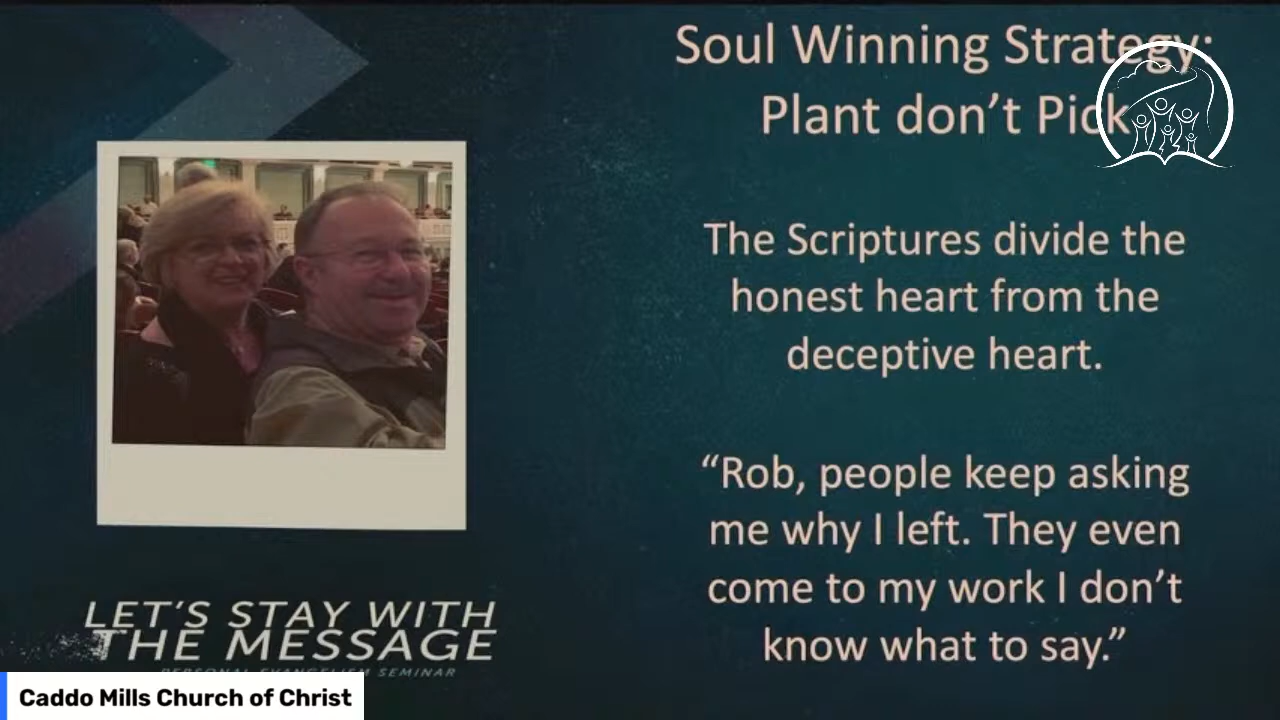 Soul Winning Strategy:
Plant don't Pick
The Scriptures divide the
honest heart from the
deceptive heart.
“Rob, people keep asking
me why I left. They even
come to my work I don't
know what to say.”
LET'S STAY WITH
THE MESSAGE
PERSONAL EVANGELISM SEMINAR
Caddo Mills Church of Christ